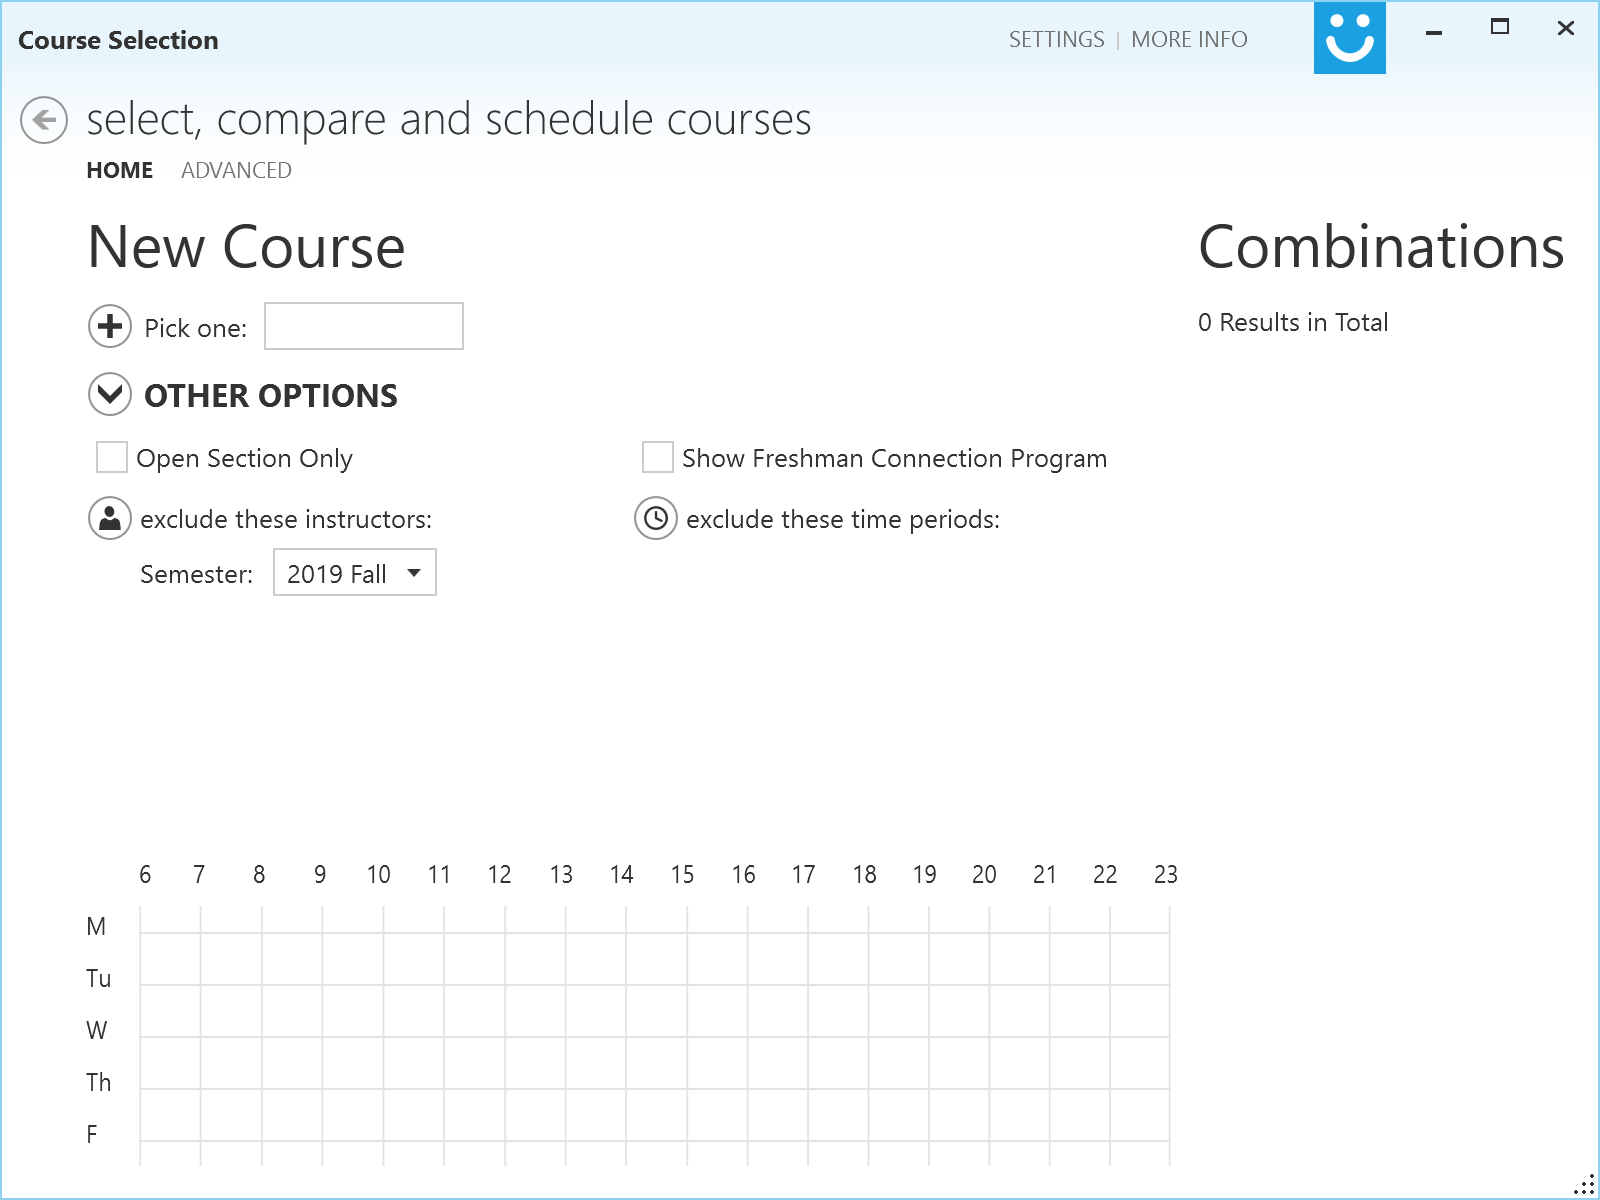 Course Selection
SETTINGS | MORE INFO
select, compare and schedule courses
HOME ADVANCED
New Course
Combinations
Pick one:
0 Results in Total
OTHER OPTIONS
Open Section Only
Show Freshman Connection Program
exclude these instructors:
exclude these time periods:
Semester: 2019 Fall
6 7 8 9 10 11 12 13 14 15 16 17 18 19 20 21 22 23
M
Tu
W
Th
F